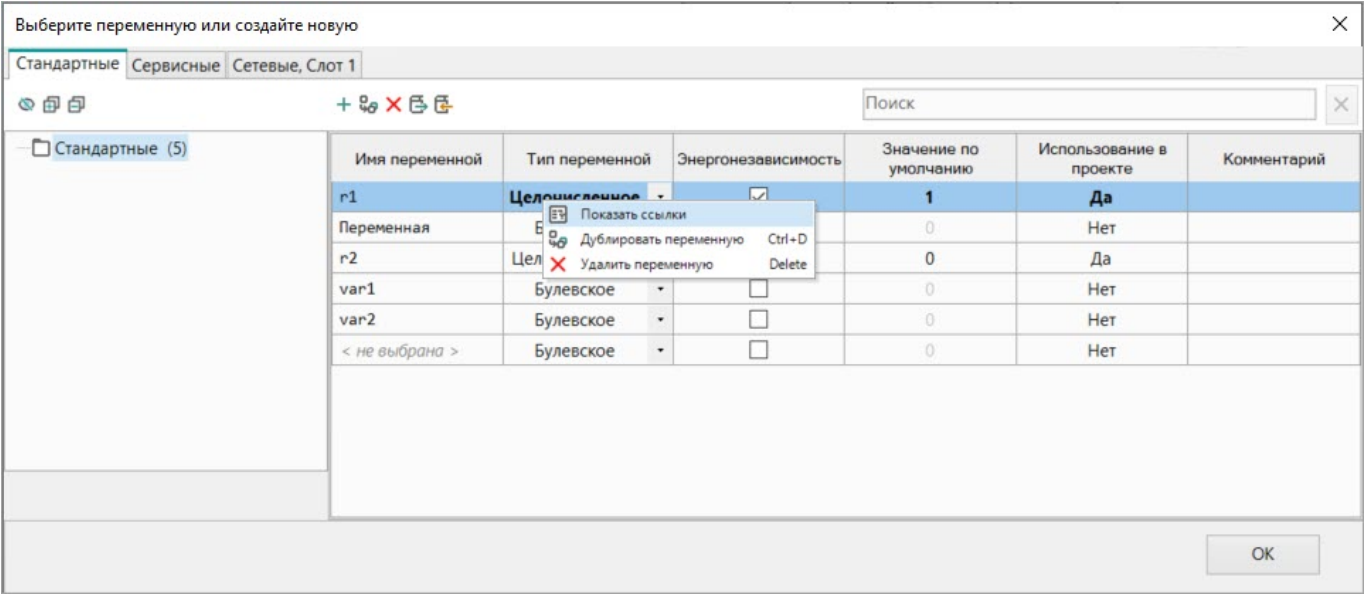 Выберите переменную или создайте новую
Стандартные Сервисные Сетевые, Слот 1
Поиск
Стандартные (5)
Имя переменной Тип переменной Энергонезависимость Значение по умолчанию Использование в проекте Комментарий
r1 Целочисленное 1 Да
Показать ссылки
Переменная Б 0 Нет
Дублировать переменную Ctrl+D
r2 Цел 0 Да
Удалить переменную Delete
var1 Булевское 0 Нет
var2 Булевское 0 Нет
< не выбрана > Булевское 0 Нет
OK